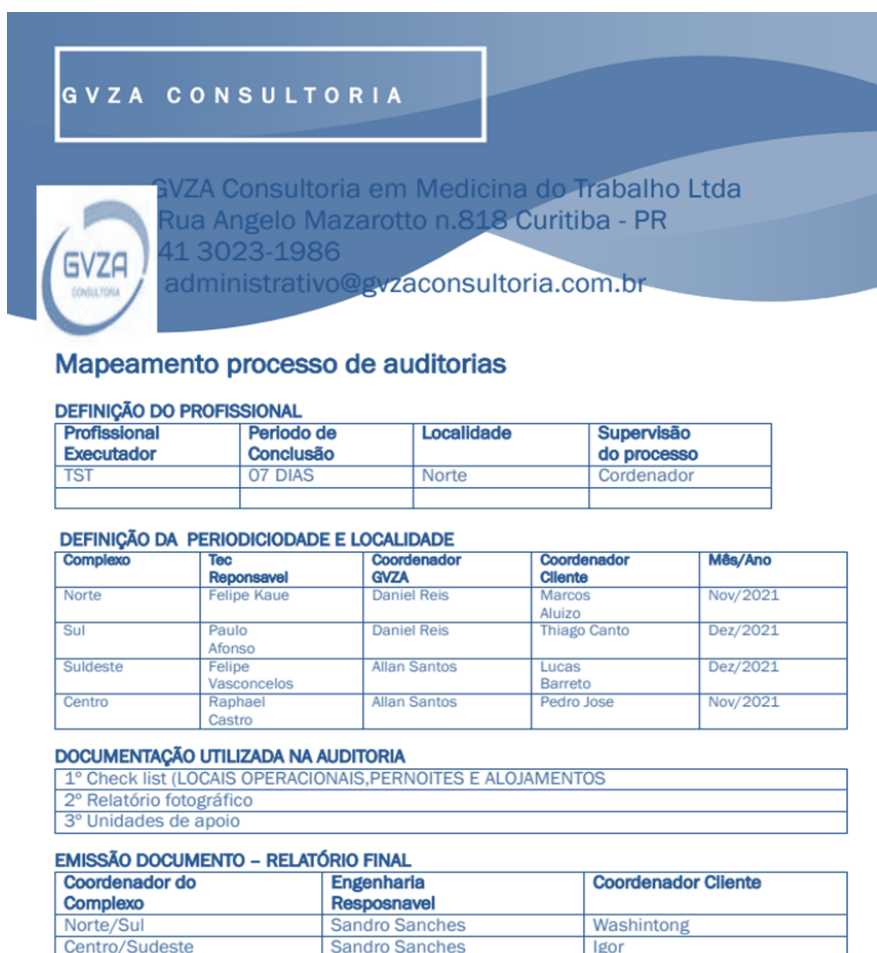 GVZA CONSULTORIA
GVZA Consultoria em Medicina do Trabalho Ltda
Rua Angelo Mazarotto n.818 Curitiba - PR
41 3023-1986
administrativo@gvzaconsultoria.com.br
GVZA
CONSULTORIA
Mapeamento processo de auditorias
DEFINIÇÃO DO PROFISSIONAL
Profissional Executador Periodo de Conclusão Localidade Supervisão do processo
TST 07 DIAS Norte Cordenador
DEFINIÇÃO DA PERIODICIODADE E LOCALIDADE
Complexo Tec Reponsavel Coordenador GVZA Coordenador Cliente Mês/Ano
Norte Felipe Kaue Daniel Reis Marcos Aluizo Nov/2021
Sul Paulo Afonso Daniel Reis Thiago Canto Dez/2021
Suldeste Felipe Vasconcelos Allan Santos Lucas Barreto Dez/2021
Centro Raphael Castro Allan Santos Pedro Jose Nov/2021
DOCUMENTAÇÃO UTILIZADA NA AUDITORIA
1º Check list (LOCAIS OPERACIONAIS,PERNOITES E ALOJAMENTOS
2º Relatório fotográfico
3º Unidades de apoio
EMISSÃO DOCUMENTO – RELATÓRIO FINAL
Coordenador do Complexo Engenharia Resposnavel Coordenador Cliente
Norte/Sul Sandro Sanches Washintong
Centro/Sudeste Sandro Sanches Igor